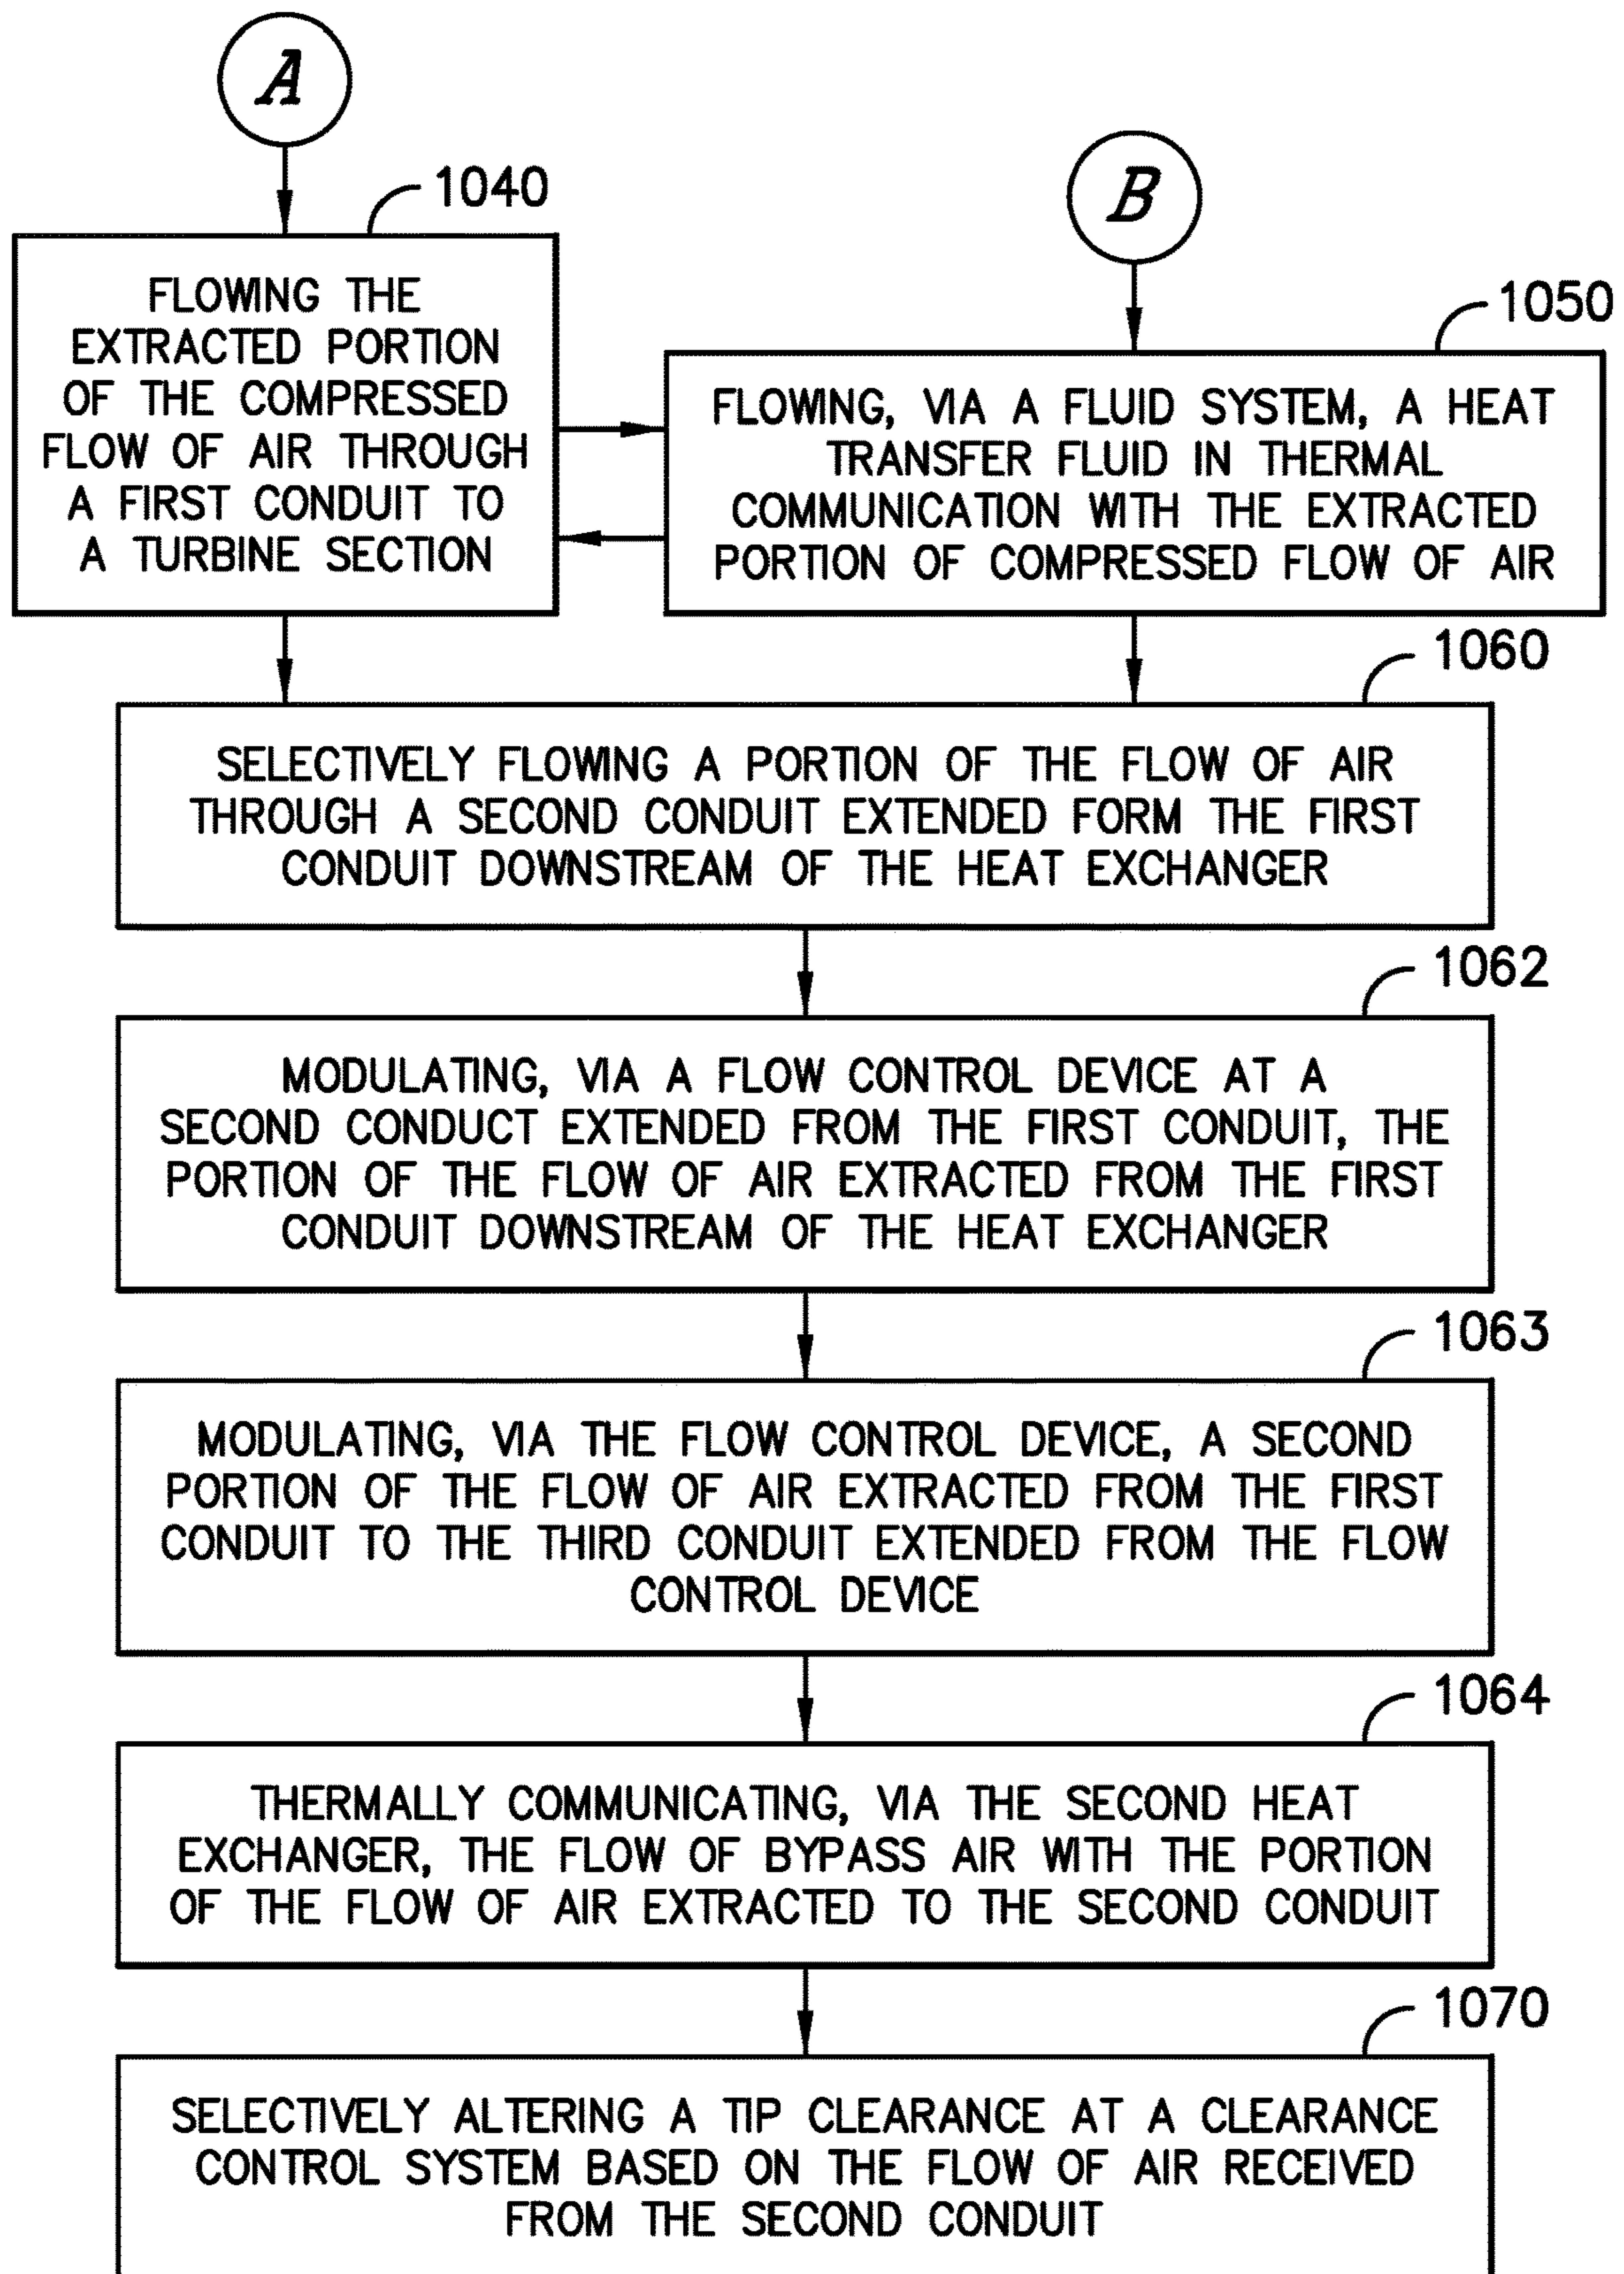 A
1040
FLOWING THE
EXTRACTED PORTION
OF THE COMPRESSED
FLOW OF AIR THROUGH
A FIRST CONDUIT TO
A TURBINE SECTION
B
1050
FLOWING, VIA A FLUID SYSTEM, A HEAT
TRANSFER FLUID IN THERMAL
COMMUNICATION WITH THE EXTRACTED
PORTION OF COMPRESSED FLOW OF AIR
1060
SELECTIVELY FLOWING A PORTION OF THE FLOW OF AIR
THROUGH A SECOND CONDUIT EXTENDED FORM THE FIRST
CONDUIT DOWNSTREAM OF THE HEAT EXCHANGER
1062
MODULATING, VIA A FLOW CONTROL DEVICE AT A
SECOND CONDUCT EXTENDED FROM THE FIRST CONDUIT, THE
PORTION OF THE FLOW OF AIR EXTRACTED FROM THE FIRST
CONDUIT DOWNSTREAM OF THE HEAT EXCHANGER
1063
MODULATING, VIA THE FLOW CONTROL DEVICE, A SECOND
PORTION OF THE FLOW OF AIR EXTRACTED FROM THE FIRST
CONDUIT TO THE THIRD CONDUIT EXTENDED FROM THE FLOW
CONTROL DEVICE
1064
THERMALLY COMMUNICATING, VIA THE SECOND HEAT
EXCHANGER, THE FLOW OF BYPASS AIR WITH THE PORTION
OF THE FLOW OF AIR EXTRACTED TO THE SECOND CONDUIT
1070
SELECTIVELY ALTERING A TIP CLEARANCE AT A CLEARANCE
CONTROL SYSTEM BASED ON THE FLOW OF AIR RECEIVED
FROM THE SECOND CONDUIT